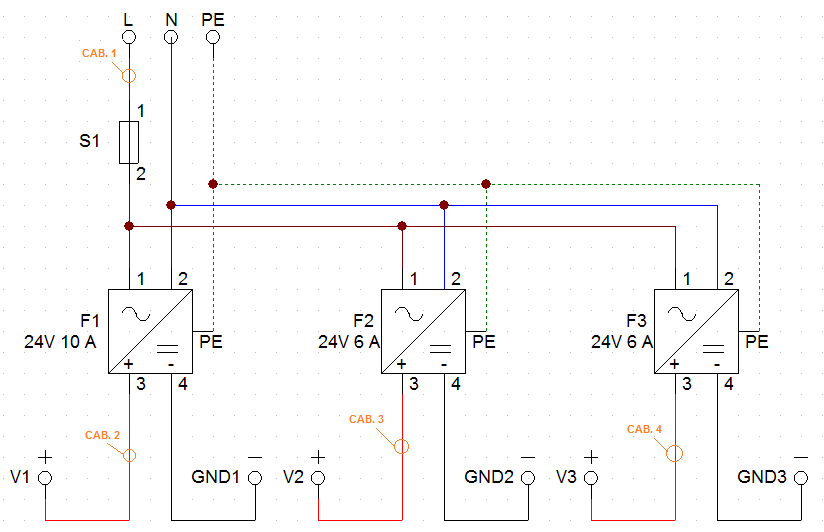 L N PE
CAB. 1
1
S1
2
1 2 1 2 1 2
F1 F2 F3
24V 10 A 24V 6 A 24V 6 A
PE PE PE
+ - + - + -
3 4 3 4 3 4
CAB. 2 CAB. 3 CAB. 4
+ − + − + −
V1 GND1 V2 GND2 V3 GND3